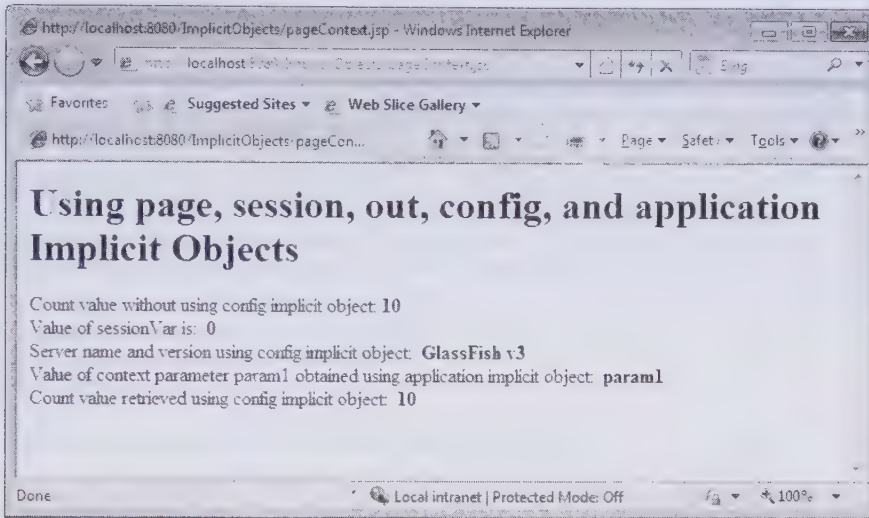 http://localhost:8080/ImplicitObjects/pageContext.jsp - Windows Internet Explorer
localhost
Bing
Favorites Suggested Sites Web Slice Gallery
http://localhost:8080/ImplicitObjects/pageCon... Page Safety Tools »
Using page, session, out, config, and application
Implicit Objects
Count value without using config implicit object: 10
Value of sessionVar is: 0
Server name and version using config implicit object: GlassFish v3
Value of context parameter param1 obtained using application implicit object: param1
Count value retrieved using config implicit object: 10
Done Local intranet | Protected Mode: Off 100%